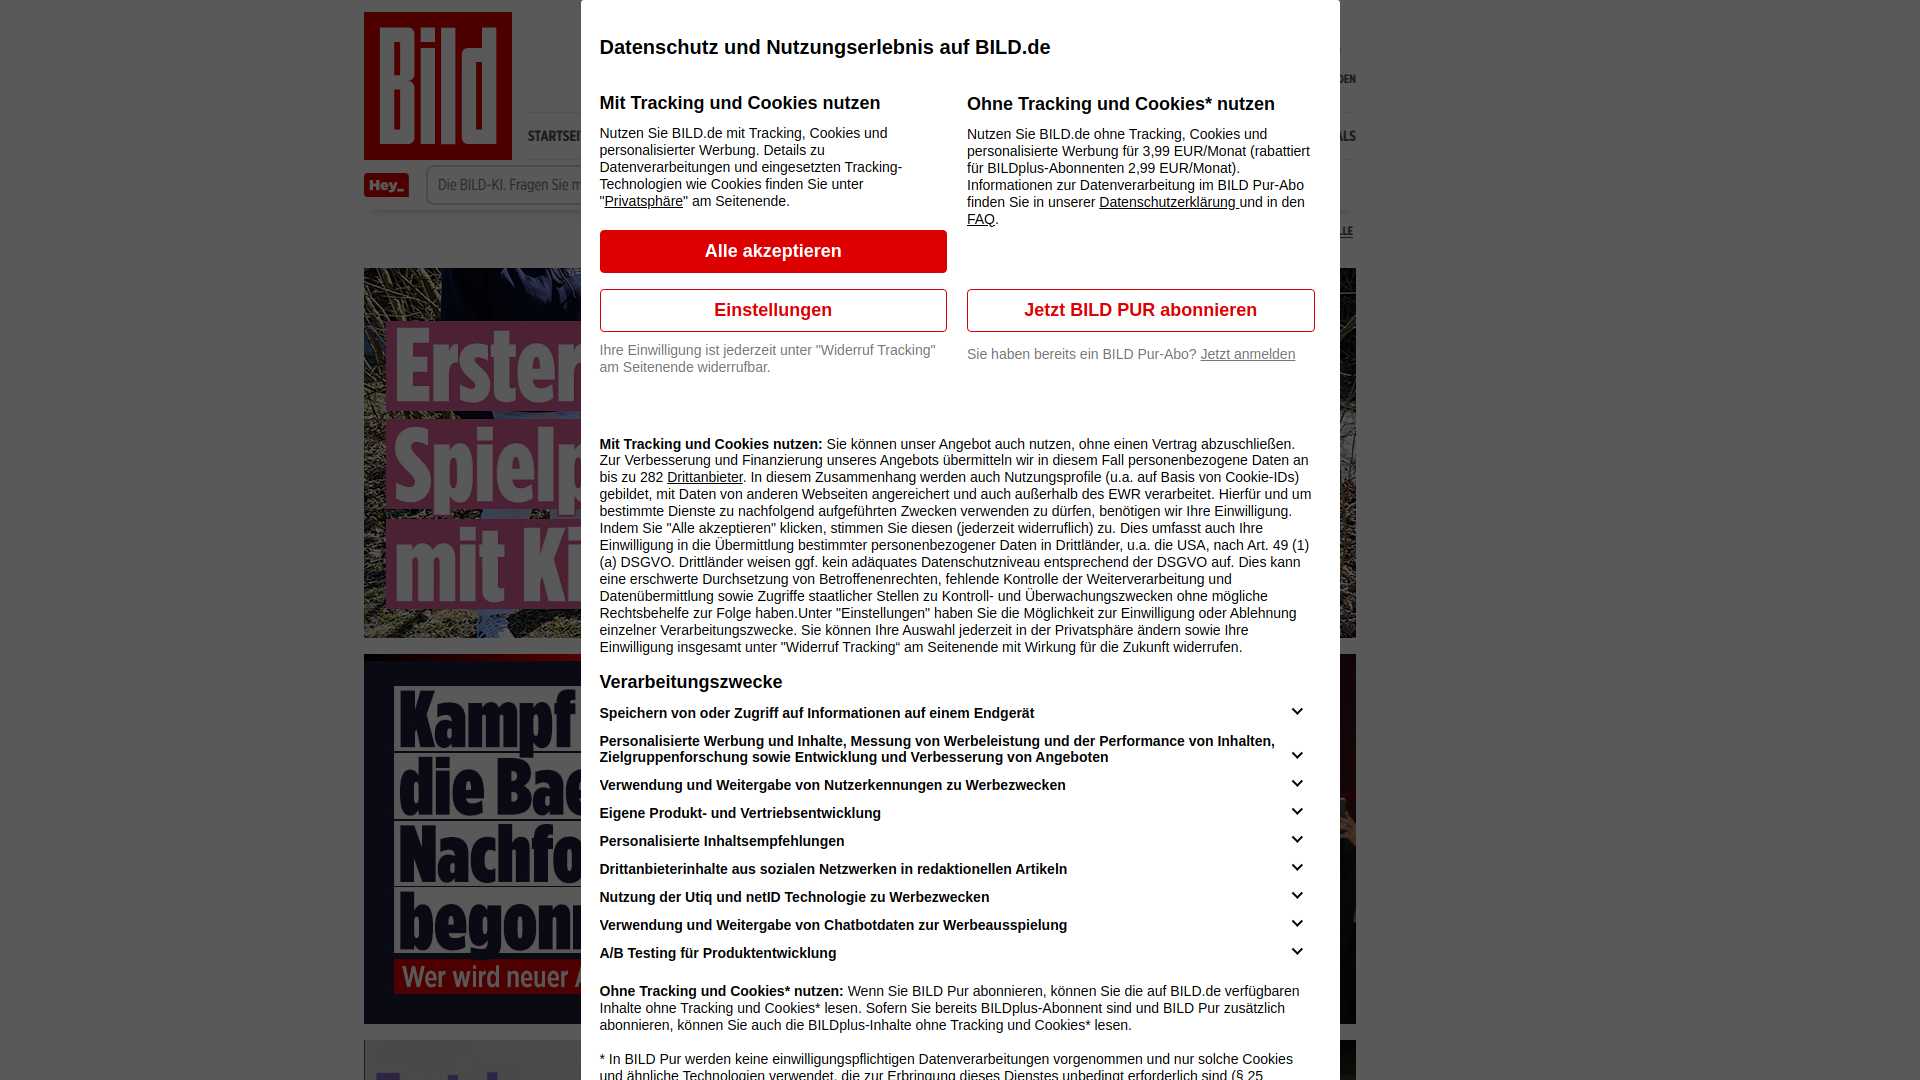 Bild
Datenschutz und Nutzungserlebnis auf BILD.de
DEN
STARTSEI
ALS
Hey_
Die BILD-KI. Fragen Sie m
LLE
Mit Tracking und Cookies nutzen
Nutzen Sie BILD.de mit Tracking, Cookies und
personalisierter Werbung. Details zu
Datenverarbeitungen und eingesetzten Tracking-
Technologien wie Cookies finden Sie unter
"Privatsphäre" am Seitenende.
Alle akzeptieren
Einstellungen
Ihre Einwilligung ist jederzeit unter "Widerruf Tracking"
am Seitenende widerrufbar.
Ohne Tracking und Cookies* nutzen
Nutzen Sie BILD.de ohne Tracking, Cookies und
personalisierte Werbung für 3,99 EUR/Monat (rabattiert
für BILDplus-Abonnenten 2,99 EUR/Monat).
Informationen zur Datenverarbeitung im BILD Pur-Abo
finden Sie in unserer Datenschutzerklärung und in den
FAQ.
Jetzt BILD PUR abonnieren
Sie haben bereits ein BILD Pur-Abo? Jetzt anmelden
Erster
Spielp
mit Ki
Mit Tracking und Cookies nutzen: Sie können unser Angebot auch nutzen, ohne einen Vertrag abzuschließen.
Zur Verbesserung und Finanzierung unseres Angebots übermitteln wir in diesem Fall personenbezogene Daten an
bis zu 282 Drittanbieter. In diesem Zusammenhang werden auch Nutzungsprofile (u.a. auf Basis von Cookie-IDs)
gebildet, mit Daten von anderen Webseiten angereichert und auch außerhalb des EWR verarbeitet. Hierfür und um
bestimmte Dienste zu nachfolgend aufgeführten Zwecken verwenden zu dürfen, benötigen wir Ihre Einwilligung.
Indem Sie "Alle akzeptieren" klicken, stimmen Sie diesen (jederzeit widerruflich) zu. Dies umfasst auch Ihre
Einwilligung in die Übermittlung bestimmter personenbezogener Daten in Drittländer, u.a. die USA, nach Art. 49 (1)
(a) DSGVO. Drittländer weisen ggf. kein adäquates Datenschutzniveau entsprechend der DSGVO auf. Dies kann
eine erschwerte Durchsetzung von Betroffenenrechten, fehlende Kontrolle der Weiterverarbeitung und
Datenübermittlung sowie Zugriffe staatlicher Stellen zu Kontroll- und Überwachungszwecken ohne mögliche
Rechtsbehelfe zur Folge haben.Unter "Einstellungen" haben Sie die Möglichkeit zur Einwilligung oder Ablehnung
einzelner Verarbeitungszwecke. Sie können Ihre Auswahl jederzeit in der Privatsphäre ändern sowie Ihre
Einwilligung insgesamt unter "Widerruf Tracking“ am Seitenende mit Wirkung für die Zukunft widerrufen.
Kampf
die Bae
Nachfo
begonn
Wer wird neuer A
Verarbeitungszwecke
Speichern von oder Zugriff auf Informationen auf einem Endgerät
Personalisierte Werbung und Inhalte, Messung von Werbeleistung und der Performance von Inhalten,
Zielgruppenforschung sowie Entwicklung und Verbesserung von Angeboten
Verwendung und Weitergabe von Nutzerkennungen zu Werbezwecken
Eigene Produkt- und Vertriebsentwicklung
Personalisierte Inhaltsempfehlungen
Drittanbieterinhalte aus sozialen Netzwerken in redaktionellen Artikeln
Nutzung der Utiq und netID Technologie zu Werbezwecken
Verwendung und Weitergabe von Chatbotdaten zur Werbeausspielung
A/B Testing für Produktentwicklung
Ohne Tracking und Cookies* nutzen: Wenn Sie BILD Pur abonnieren, können Sie die auf BILD.de verfügbaren
Inhalte ohne Tracking und Cookies* lesen. Sofern Sie bereits BILDplus-Abonnent sind und BILD Pur zusätzlich
abonnieren, können Sie auch die BILDplus-Inhalte ohne Tracking und Cookies* lesen.
* In BILD Pur werden keine einwilligungspflichtigen Datenverarbeitungen vorgenommen und nur solche Cookies
und ähnliche Technologien verwendet, die zur Erbringung dieses Dienstes unbedingt erforderlich sind (§ 25